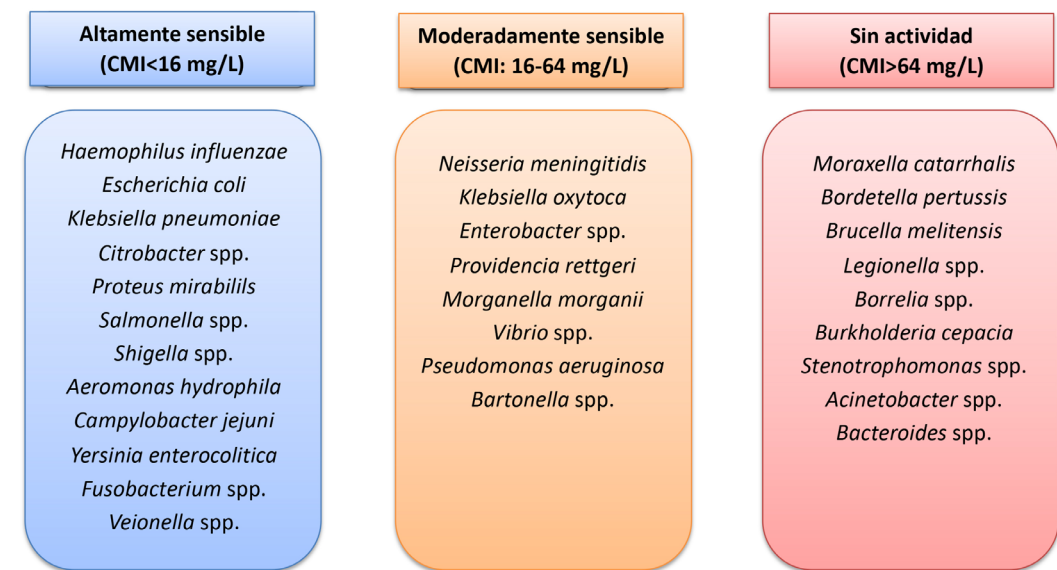 Altamente sensible
(CMI<16 mg/L)
Haemophilus influenzae
Escherichia coli
Klebsiella pneumoniae
Citrobacter spp.
Proteus mirabilils
Salmonella spp.
Shigella spp.
Aeromonas hydrophila
Campylobacter jejuni
Yersinia enterocolitica
Fusobacterium spp.
Veionella spp.
Moderadamente sensible
(CMI: 16-64 mg/L)
Neisseria meningitidis
Klebsiella oxytoca
Enterobacter spp.
Providencia rettgeri
Morganella morganii
Vibrio spp.
Pseudomonas aeruginosa
Bartonella spp.
Sin actividad
(CMI>64 mg/L)
Moraxella catarrhalis
Bordetella pertussis
Brucella melitensis
Legionella spp.
Borrelia spp.
Burkholderia cepacia
Stenotrophomonas spp.
Acinetobacter spp.
Bacteroides spp.